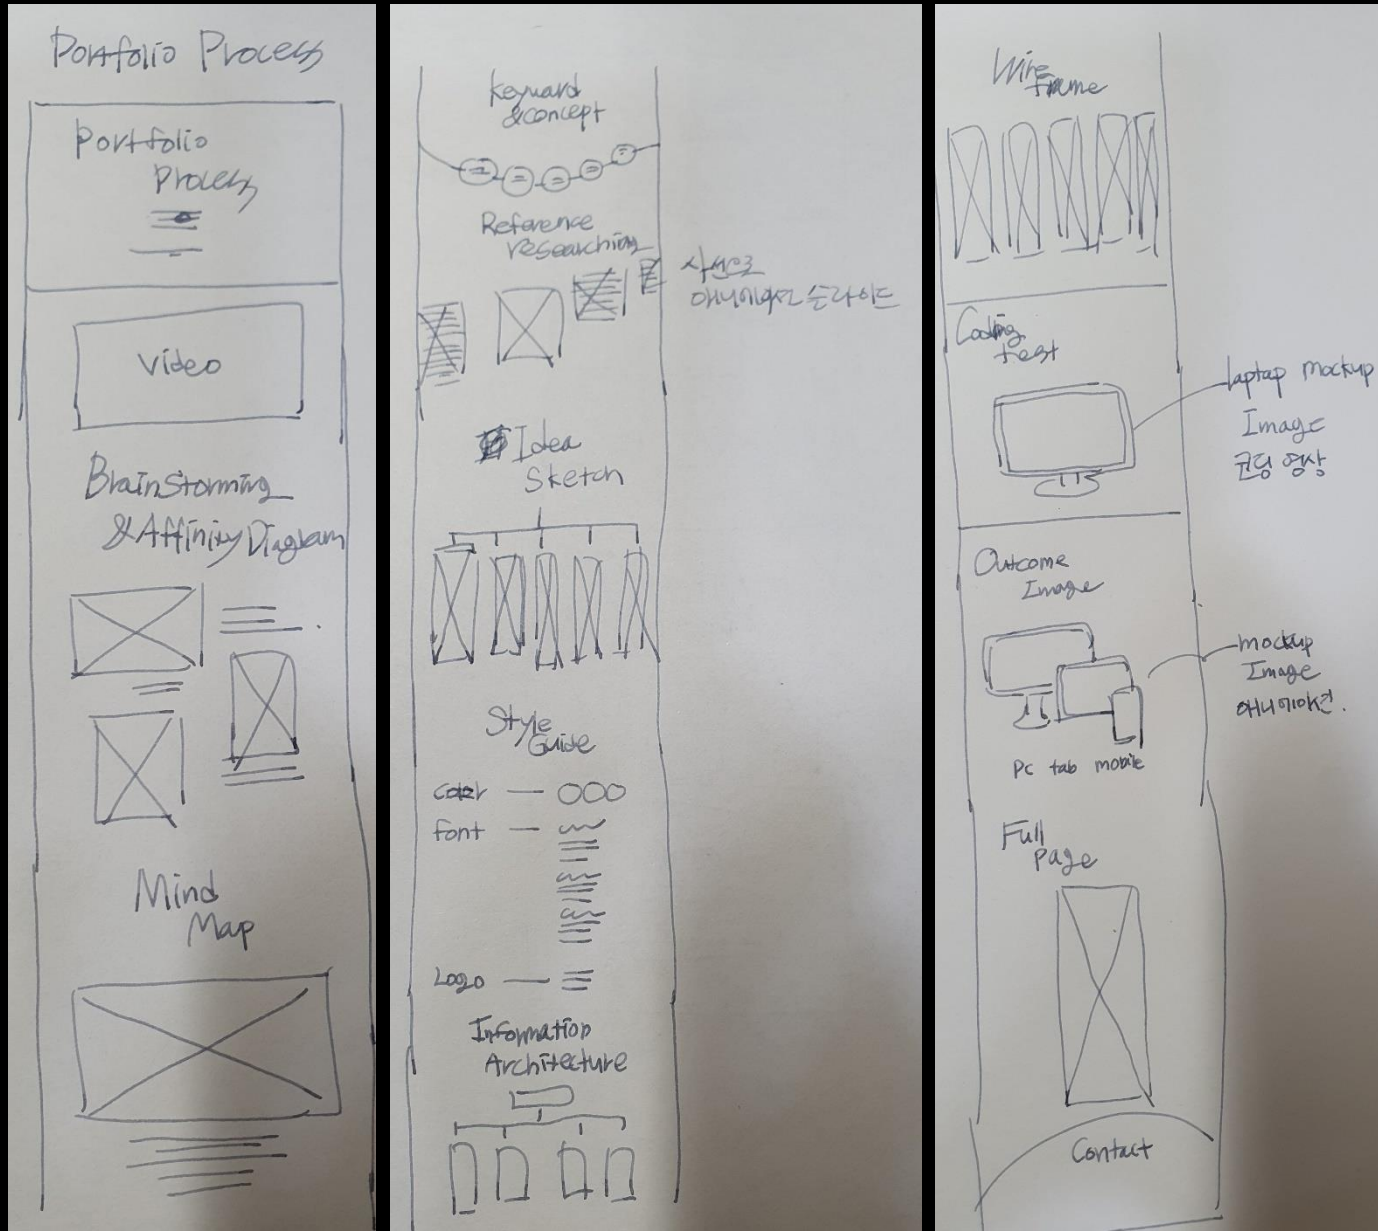 Portfolio Process
Portfolio
Process
Video
BrainStorming
& Affinity Diagram
Mind
Map
keyword
& concept
Reference
researching
사선으로
애니메이션 슬라이드
Idea
Sketch
Style
Guide
color
font
Logo
Information
Architecture
Wire
Frame
Coding
test
laptap mockup
Image
코딩 영상
Outcome
Image
mockup
Image
애니메이션.
Pc tab mobile
Full
page
Contact